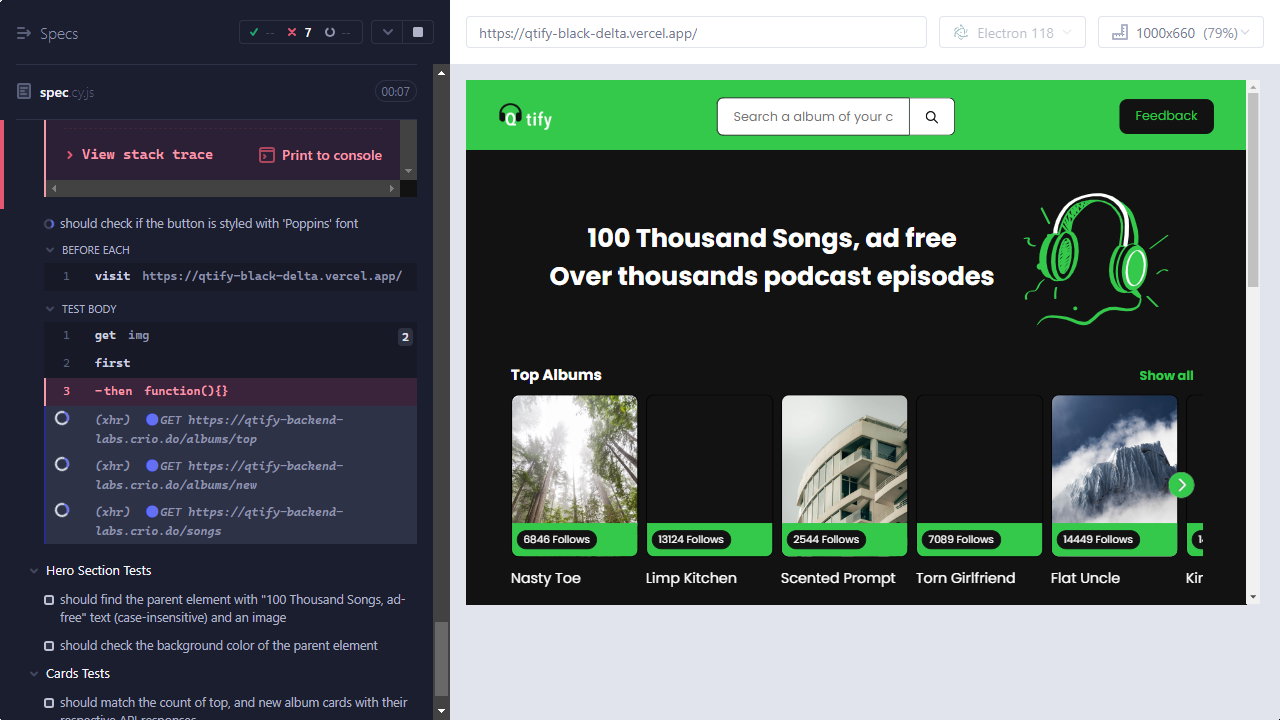 Specs
--
7
--
spec.cy.js
00:07
View stack trace
Print to console
should check if the button is styled with 'Poppins' font
BEFORE EACH
1 visit https://qtify-black-delta.vercel.app/
TEST BODY
1 get img 2
2 first
3 -then function(){}
(xhr) GET https://qtify-backend-
labs.crio.do/albums/top
(xhr) GET https://qtify-backend-
labs.crio.do/albums/new
(xhr) GET https://qtify-backend-
labs.crio.do/songs
Hero Section Tests
should find the parent element with "100 Thousand Songs, ad-
free" text (case-insensitive) and an image
should check the background color of the parent element
Cards Tests
should match the count of top, and new album cards with their
respective API responses
https://qtify-black-delta.vercel.app/
Electron 118
1000x660 (79%)
Qtify
Search a album of your c
Feedback
100 Thousand Songs, ad free
Over thousands podcast episodes
Top Albums
Show all
6846 Follows
13124 Follows
2544 Follows
7089 Follows
14449 Follows
Nasty Toe
Limp Kitchen
Scented Prompt
Torn Girlfriend
Flat Uncle